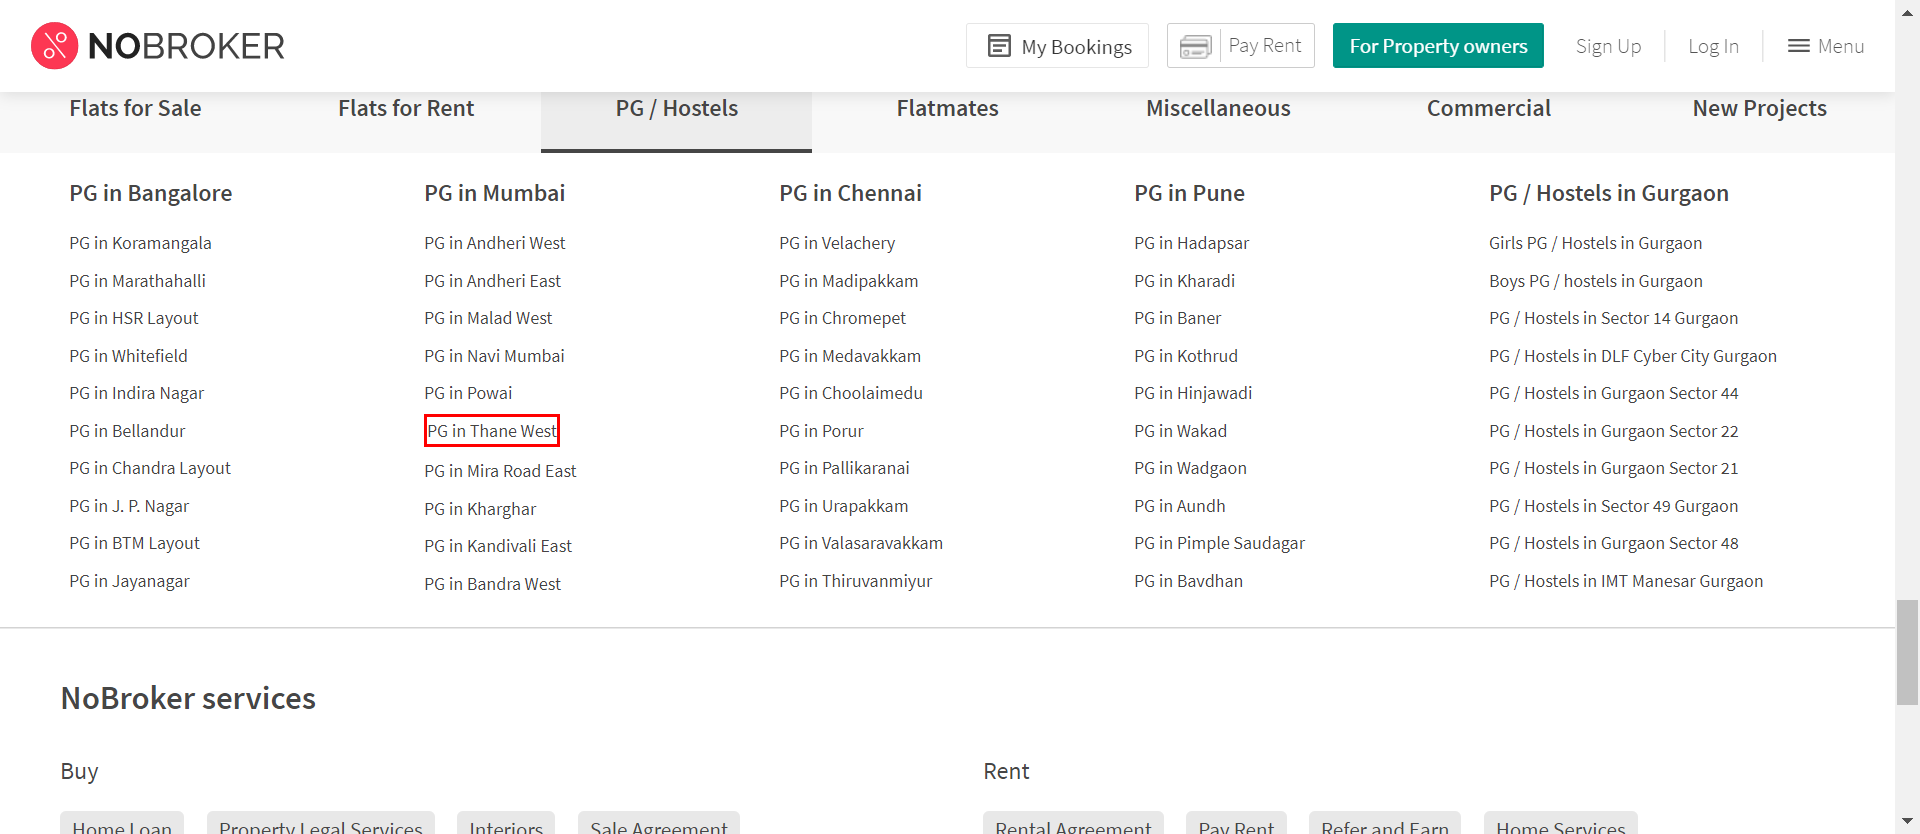 NOBROKER
My Bookings
Pay Rent
For Property owners
Sign Up
Log In
Menu
Flats for Sale
Flats for Rent
PG / Hostels
Flatmates
Miscellaneous
Commercial
New Projects
PG in Bangalore
PG in Koramangala
PG in Marathahalli
PG in HSR Layout
PG in Whitefield
PG in Indira Nagar
PG in Bellandur
PG in Chandra Layout
PG in J. P. Nagar
PG in BTM Layout
PG in Jayanagar
PG in Mumbai
PG in Andheri West
PG in Andheri East
PG in Malad West
PG in Navi Mumbai
PG in Powai
PG in Thane West
PG in Mira Road East
PG in Kharghar
PG in Kandivali East
PG in Bandra West
PG in Chennai
PG in Velachery
PG in Madipakkam
PG in Chromepet
PG in Medavakkam
PG in Choolaimedu
PG in Porur
PG in Pallikaranai
PG in Urapakkam
PG in Valasaravakkam
PG in Thiruvanmiyur
PG in Pune
PG in Hadapsar
PG in Kharadi
PG in Baner
PG in Kothrud
PG in Hinjawadi
PG in Wakad
PG in Wadgaon
PG in Aundh
PG in Pimple Saudagar
PG in Bavdhan
PG / Hostels in Gurgaon
Girls PG / Hostels in Gurgaon
Boys PG / hostels in Gurgaon
PG / Hostels in Sector 14 Gurgaon
PG / Hostels in DLF Cyber City Gurgaon
PG / Hostels in Gurgaon Sector 44
PG / Hostels in Gurgaon Sector 22
PG / Hostels in Gurgaon Sector 21
PG / Hostels in Sector 49 Gurgaon
PG / Hostels in Gurgaon Sector 48
PG / Hostels in IMT Manesar Gurgaon
NoBroker services
Buy
Home Loan
Property Legal Services
Interiors
Sale Agreement
Rent
Rental Agreement
Pay Rent
Refer and Earn
Home Services